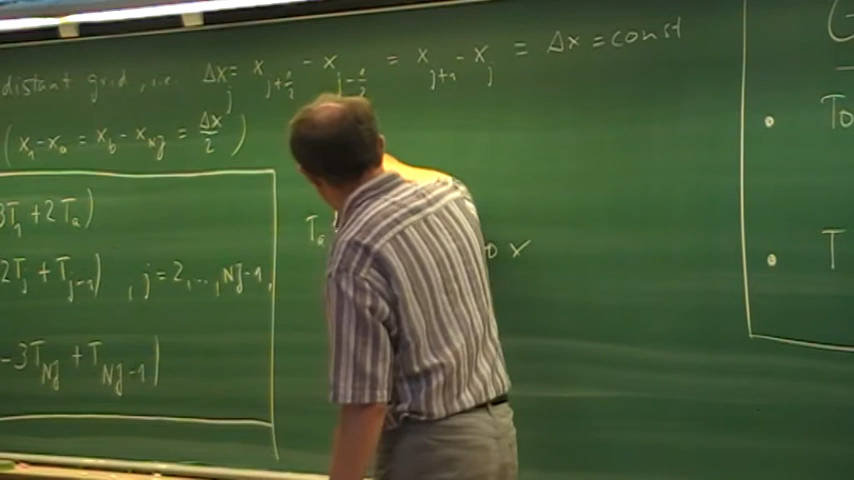 distant grid, i.e. Δx_j = x_{j+1/2} - x_{j-1/2} = x_{j+1} - x_j = Δx = const
(x_1 - x_a = x_b - x_{NJ} = Δx/2)
3T_1 + 2T_a)
2T_j + T_{j-1}) , j=2,...,NJ-1,
-3T_{NJ} + T_{NJ-1})
T_a
x
To
T